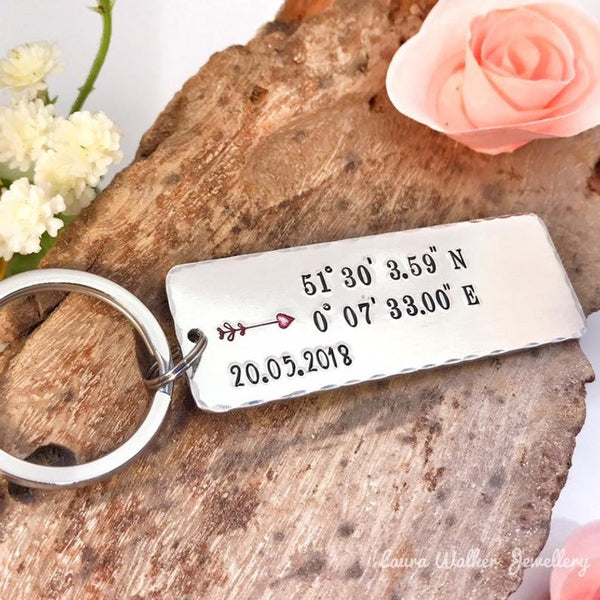 51° 30' 3.59" N
0° 07' 33.00" E
20.05.2018
Laura Walker Jewellery